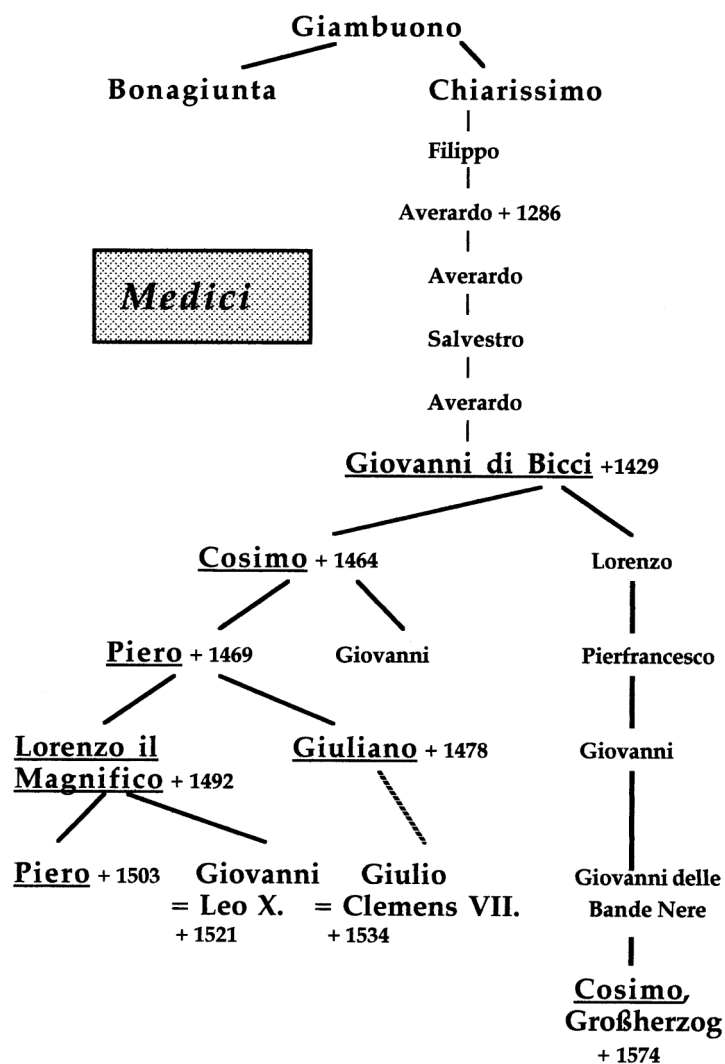 Giambuono
Bonagiunta Chiarissimo
Filippo
Averardo + 1286
Medici
Averardo
Salvestro
Averardo
Giovanni di Bicci +1429
Cosimo + 1464 Lorenzo
Piero + 1469 Giovanni Pierfrancesco
Lorenzo il
Magnifico + 1492
Giuliano + 1478
Giovanni
Piero + 1503
Giovanni
= Leo X.
+ 1521
Giulio
= Clemens VII.
+ 1534
Giovanni delle
Bande Nere
Cosimo,
Großherzog
+ 1574